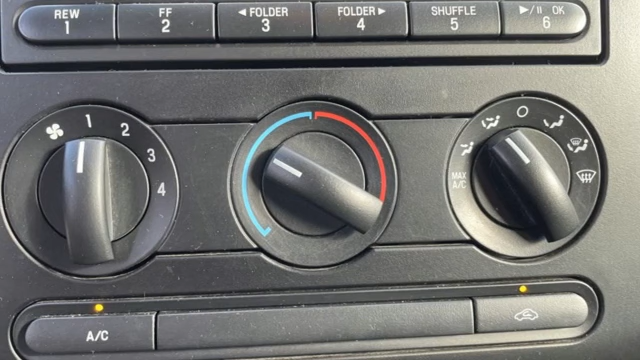 REW FF ◄FOLDER FOLDER► SHUFFLE ►/II OK
1 2 3 4 5 6
1 2
3
4
MAX
A/C
A/C